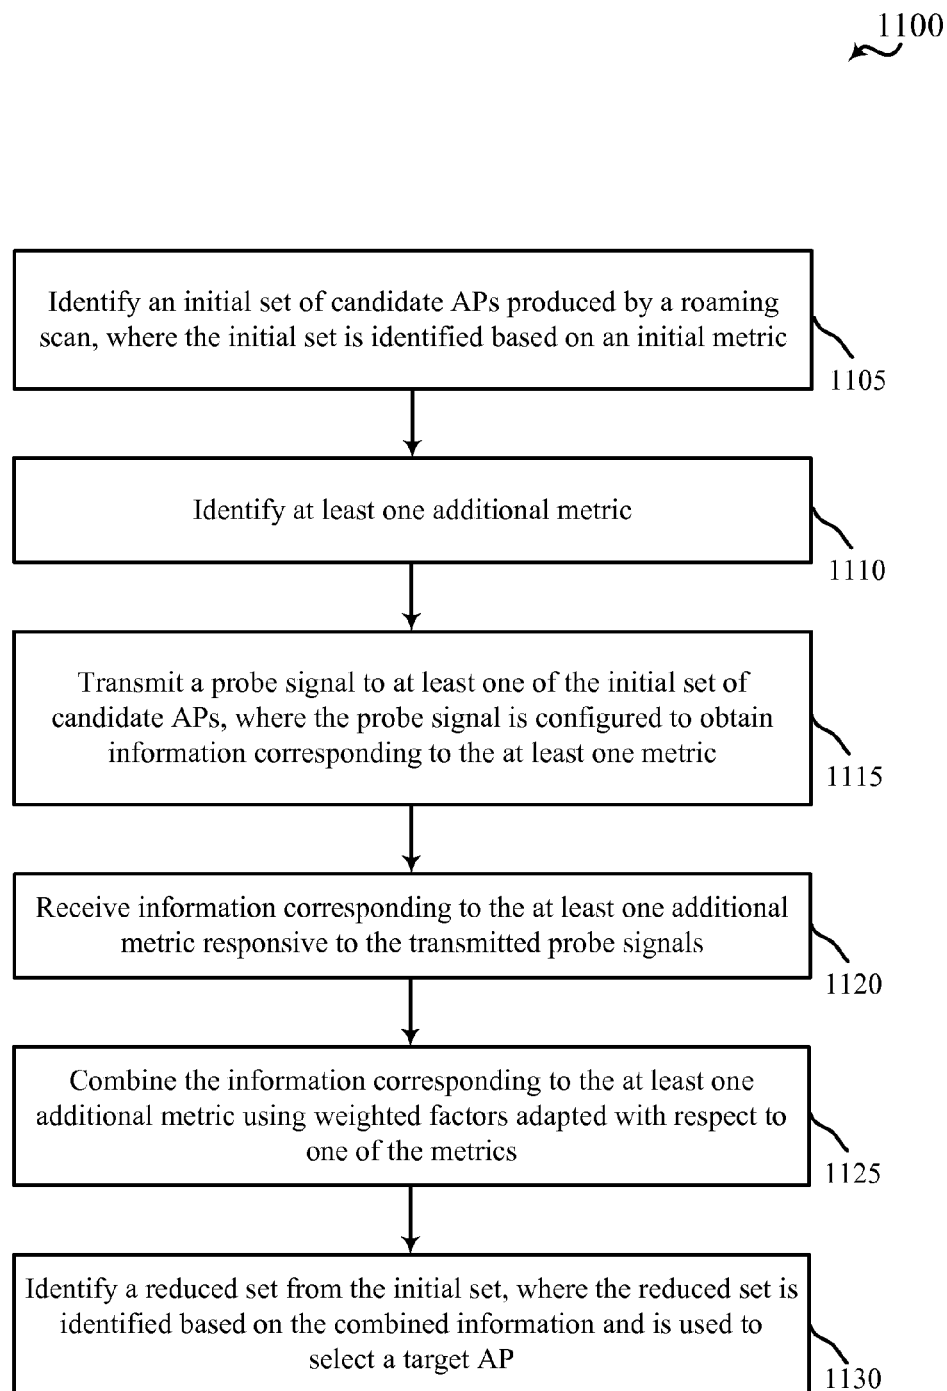 1100
Identify an initial set of candidate APs produced by a roaming
scan, where the initial set is identified based on an initial metric
1105
Identify at least one additional metric
1110
Transmit a probe signal to at least one of the initial set of
candidate APs, where the probe signal is configured to obtain
information corresponding to the at least one metric
1115
Receive information corresponding to the at least one additional
metric responsive to the transmitted probe signals
1120
Combine the information corresponding to the at least one
additional metric using weighted factors adapted with respect to
one of the metrics
1125
Identify a reduced set from the initial set, where the reduced set is
identified based on the combined information and is used to
select a target AP
1130